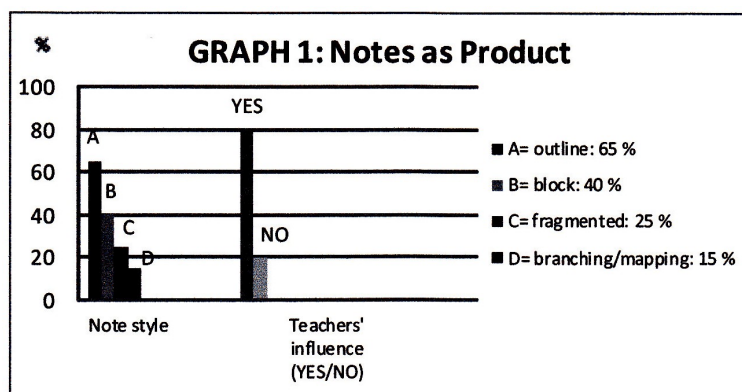 %
GRAPH 1: Notes as Product
100
80
60
40
20
0
A
B
C
D
YES
NO
Note style
Teachers'
influence
(YES/NO)
A= outline: 65 %
B= block: 40 %
C= fragmented: 25 %
D= branching/mapping: 15 %